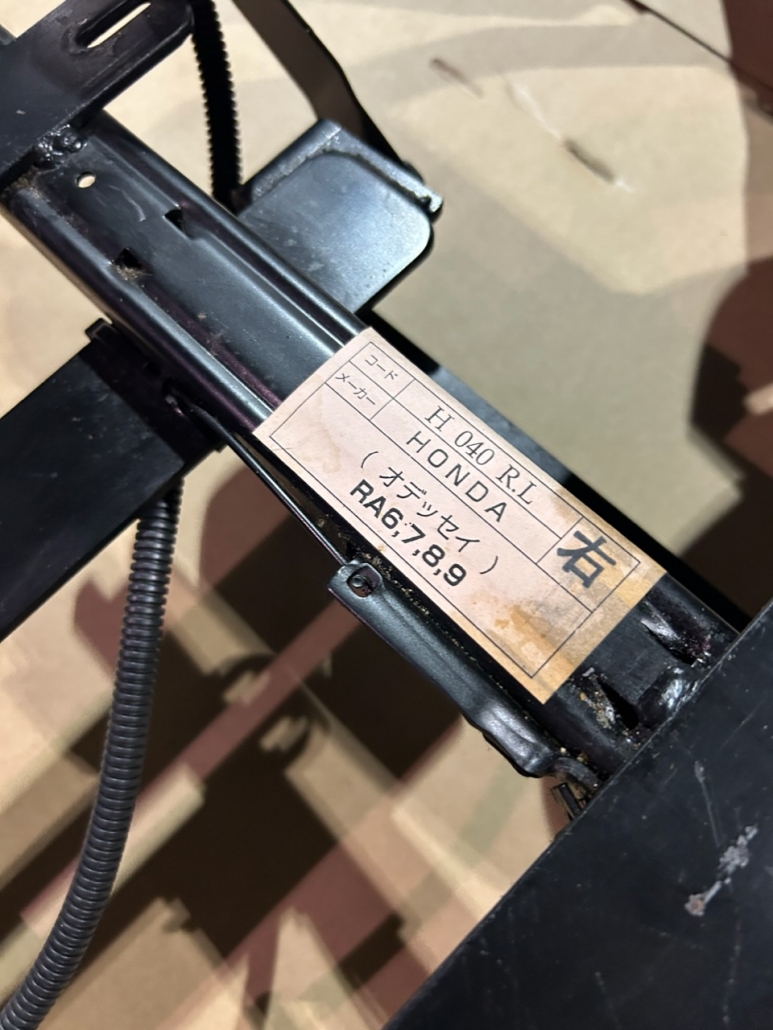 コード H 040 R.L
メーカー HONDA
( オデッセイ )
RA6,7,8,9
右